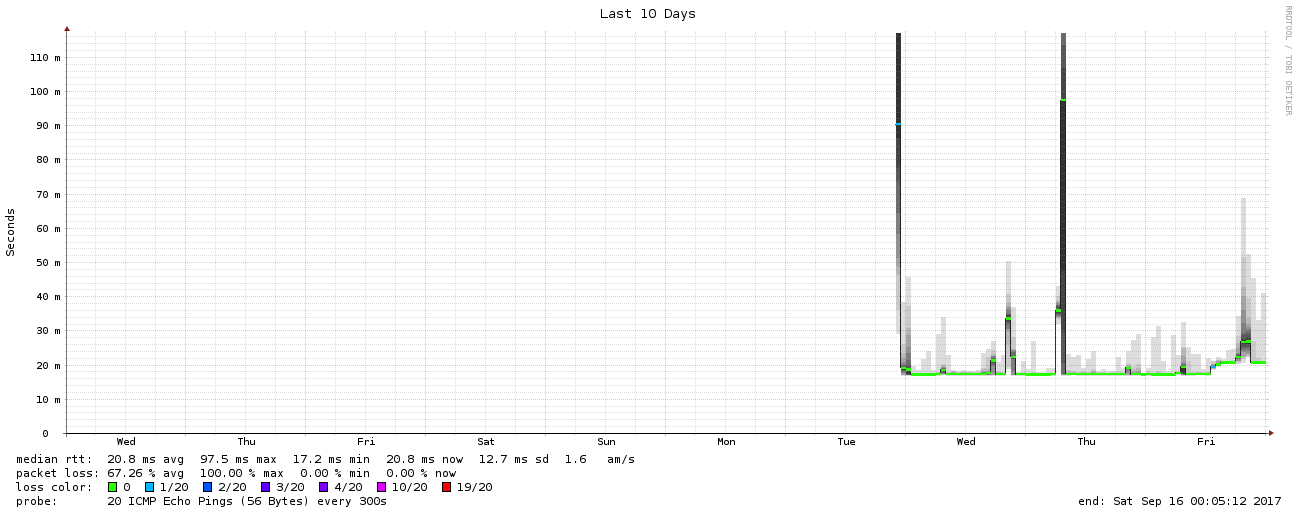 Last 10 Days
RRDTOOL / TOBI OETIKER
Seconds
110 m
100 m
90 m
80 m
70 m
60 m
50 m
40 m
30 m
20 m
10 m
0
Wed Thu Fri Sat Sun Mon Tue Wed Thu Fri
median rtt: 20.8 ms avg 97.5 ms max 17.2 ms min 20.8 ms now 12.7 ms sd 1.6 am/s
packet loss: 67.26 % avg 100.00 % max 0.00 % min 0.00 % now
loss color: 0 1/20 2/20 3/20 4/20 10/20 19/20
probe: 20 ICMP Echo Pings (56 Bytes) every 300s end: Sat Sep 16 00:05:12 2017